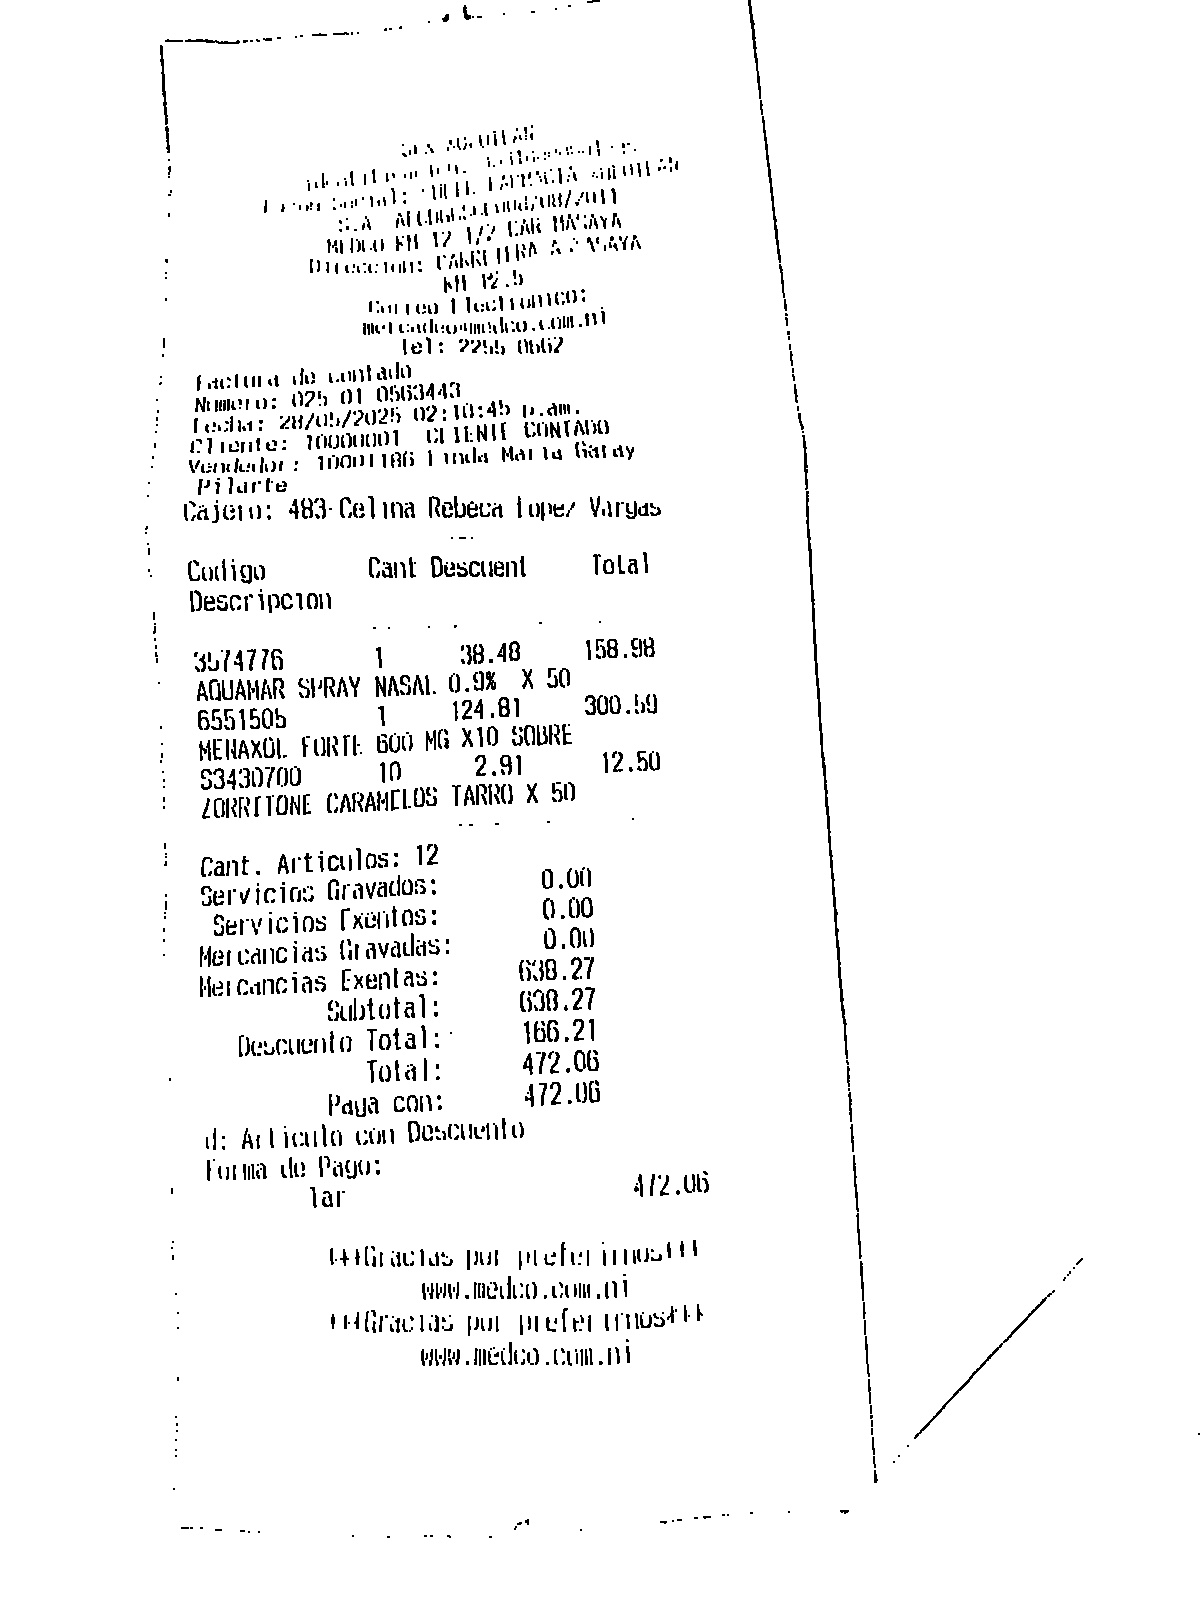 AGUILAR
FARMACIA AGUILAR
S.A 08/2011
MEDCO KM 12 1/2 CAR MASAYA
Direccion: CARRETERA A MASAYA
KM 12.5
Correo Electronico:
mercadeo@medco.com.ni
Tel: 2255 0662
Factura de contado
Numero: 025 01 0563443
Fecha: 28/05/2025 02:10:45 p.am.
Cliente: 10000001 CLIENTE CONTADO
Vendedor: 10001186 Linda Maria Garay
Pilarte
Cajero: 483-Celina Rebeca Lopez Vargas
Codigo Cant Descuent Total
Descripcion
3574776 1 38.48 158.98
AQUAMAR SPRAY NASAL 0.9% X 50
6551505 1 124.81 300.59
MENAXOL FORTE 600 MG X10 SOBRE
S3430700 10 2.91 12.50
ZORRITONE CARAMELOS TARRO X 50
Cant. Articulos: 12
Servicios Gravados: 0.00
Servicios Exentos: 0.00
Mercancias Gravadas: 0.00
Mercancias Exentas: 638.27
Subtotal: 638.27
Descuento Total: 166.21
Total: 472.06
Paga con: 472.06
d: Articulo con Descuento
Forma de Pago:
Tar 472.06
***Gracias por preferirnos***
www.medco.com.ni
***Gracias por preferirnos***
www.medco.com.ni